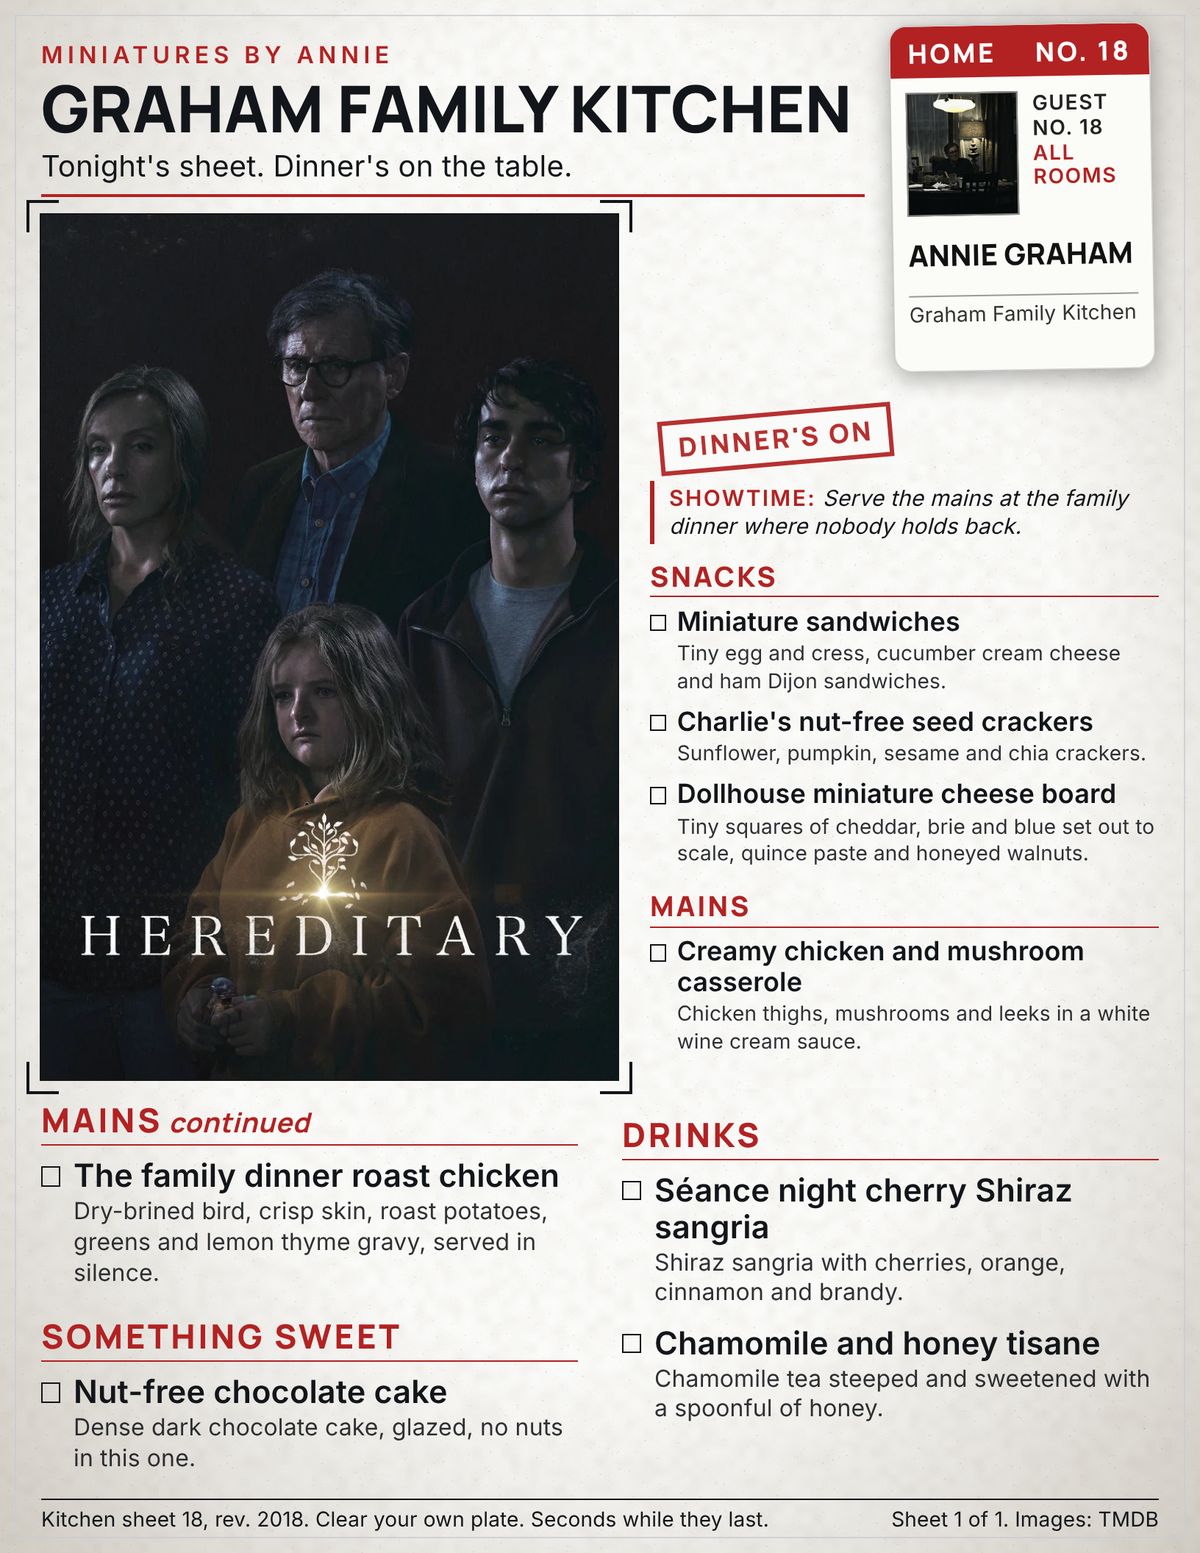 MINIATURES BY ANNIE
GRAHAM FAMILY KITCHEN
Tonight's sheet. Dinner's on the table.
HOME NO. 18
GUEST
NO. 18
ALL
ROOMS
ANNIE GRAHAM
Graham Family Kitchen
HEREDITARY
DINNER'S ON
SHOWTIME: Serve the mains at the family
dinner where nobody holds back.
SNACKS
Miniature sandwiches
Tiny egg and cress, cucumber cream cheese
and ham Dijon sandwiches.
Charlie's nut-free seed crackers
Sunflower, pumpkin, sesame and chia crackers.
Dollhouse miniature cheese board
Tiny squares of cheddar, brie and blue set out to
scale, quince paste and honeyed walnuts.
MAINS
Creamy chicken and mushroom
casserole
Chicken thighs, mushrooms and leeks in a white
wine cream sauce.
MAINS continued
The family dinner roast chicken
Dry-brined bird, crisp skin, roast potatoes,
greens and lemon thyme gravy, served in
silence.
SOMETHING SWEET
Nut-free chocolate cake
Dense dark chocolate cake, glazed, no nuts
in this one.
DRINKS
Séance night cherry Shiraz
sangria
Shiraz sangria with cherries, orange,
cinnamon and brandy.
Chamomile and honey tisane
Chamomile tea steeped and sweetened with
a spoonful of honey.
Kitchen sheet 18, rev. 2018. Clear your own plate. Seconds while they last.
Sheet 1 of 1. Images: TMDB